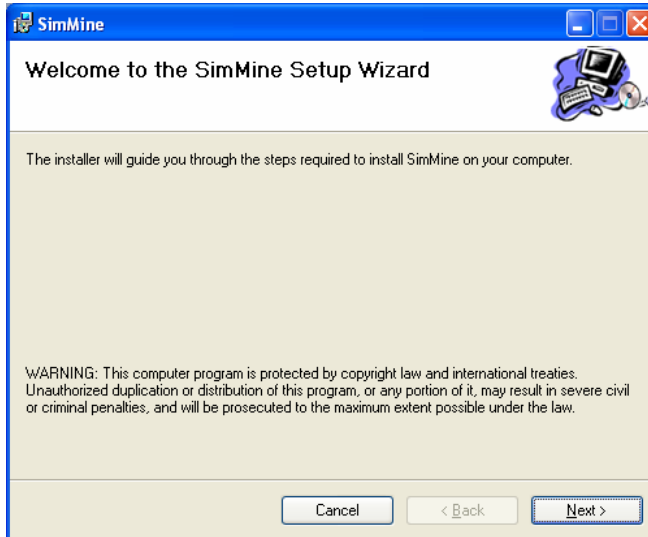 SimMine
Welcome to the SimMine Setup Wizard
The installer will guide you through the steps required to install SimMine on your computer.
WARNING: This computer program is protected by copyright law and international treaties.
Unauthorized duplication or distribution of this program, or any portion of it, may result in severe civil
or criminal penalties, and will be prosecuted to the maximum extent possible under the law.
Cancel
< Back
Next >